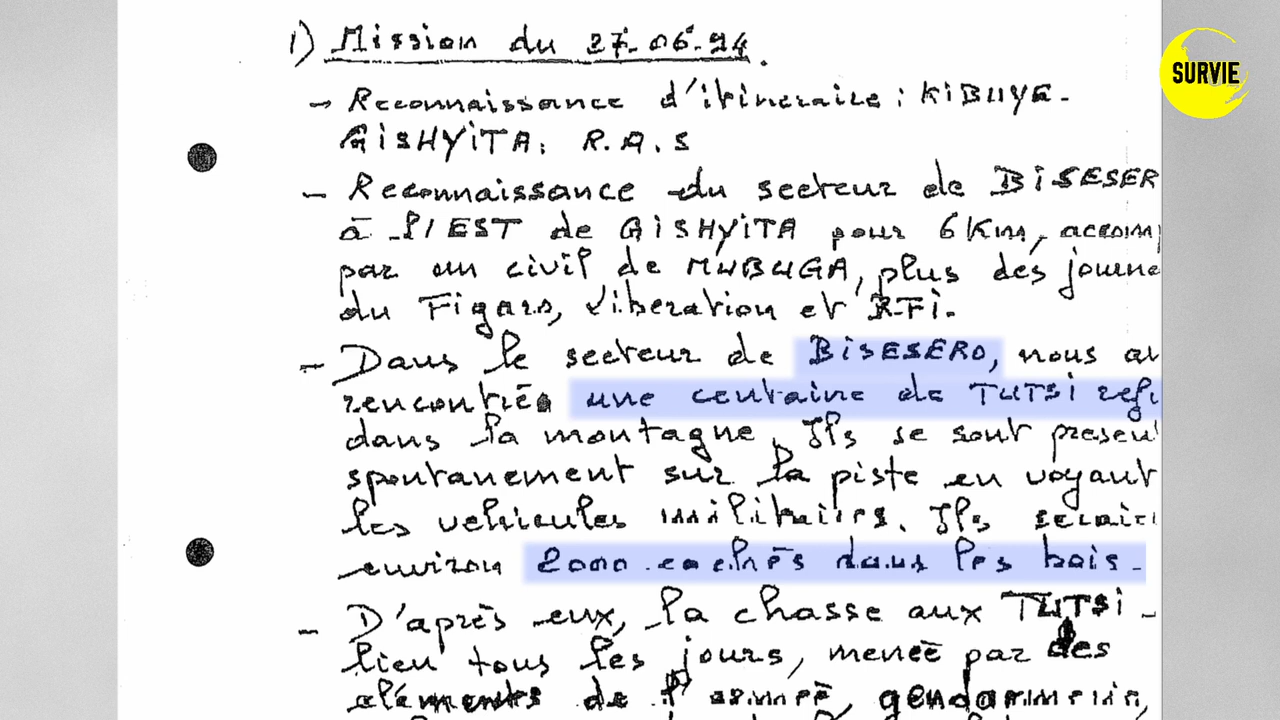 1) Mission du 27-06-94.
SURVIE
→ Reconnaissance d'itinéraire : KIBUYE-
GISHYITA: R.A.S
- Reconnaissance du secteur de BISESER
à l'EST de GISHYITA pour 6 Km, accom
par un civil de MUBUGA, plus des journa
du Figaro, Libération et RFI.
- Dans le secteur de BISESERO, nous av
rencontrés une centaine de TUTSI réfu
dans la montagne. Ils se sont présent
spontanément sur la piste en voyant
les véhicules militaires. Ils seraien
environ 2000 cachés dans les bois.
- D'après eux, la chasse aux TUTSI
lieu tous les jours, menée par des
éléments de l'armée, gendarmerie,